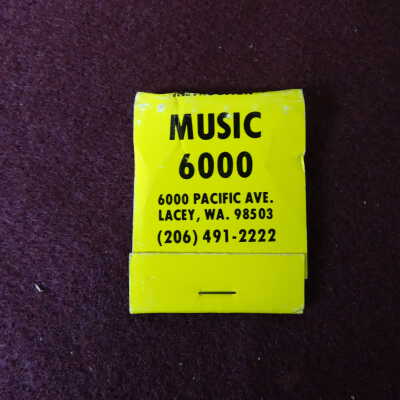 MUSIC
6000
6000 PACIFIC AVE.
LACEY, WA. 98503
(206) 491-2222